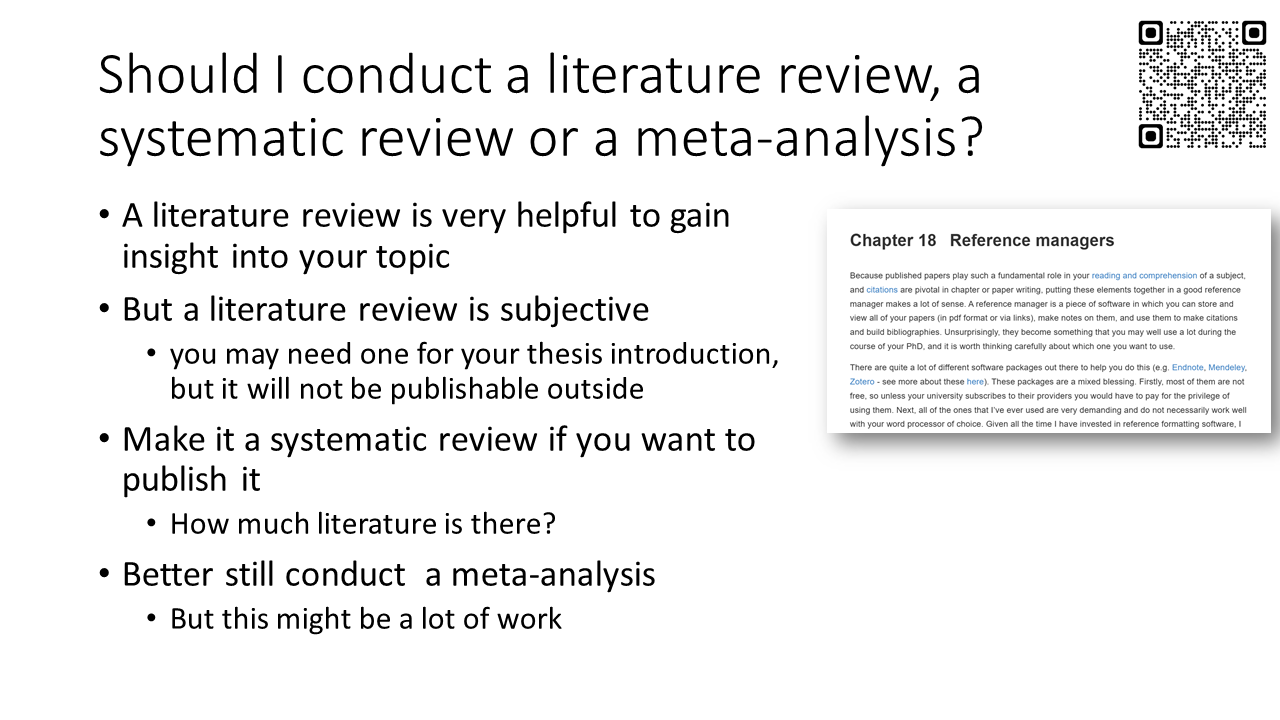 Should I conduct a literature review, a
systematic review or a meta-analysis?
• A literature review is very helpful to gain
insight into your topic
• But a literature review is subjective
• you may need one for your thesis introduction,
but it will not be publishable outside
• Make it a systematic review if you want to
publish it
• How much literature is there?
• Better still conduct  a meta-analysis
• But this might be a lot of work
Chapter 18   Reference managers
Because published papers play such a fundamental role in your reading and comprehension of a subject,
and citations are pivotal in chapter or paper writing, putting these elements together in a good reference
manager makes a lot of sense. A reference manager is a piece of software in which you can store and
view all of your papers (in pdf format or via links), make notes on them, and use them to make citations
and build bibliographies. Unsurprisingly, they become something that you may well use a lot during the
course of your PhD, and it is worth thinking carefully about which one you want to use.
There are quite a lot of different software packages out there to help you do this (e.g. Endnote, Mendeley,
Zotero - see more about these here). These packages are a mixed blessing. Firstly, most of them are not
free, so unless your university subscribes to their providers you would have to pay for the privilege of
using them. Next, all of the ones that I've ever used are very demanding and do not necessarily work well
with your word processor of choice. Given all the time I have invested in reference formatting software, I